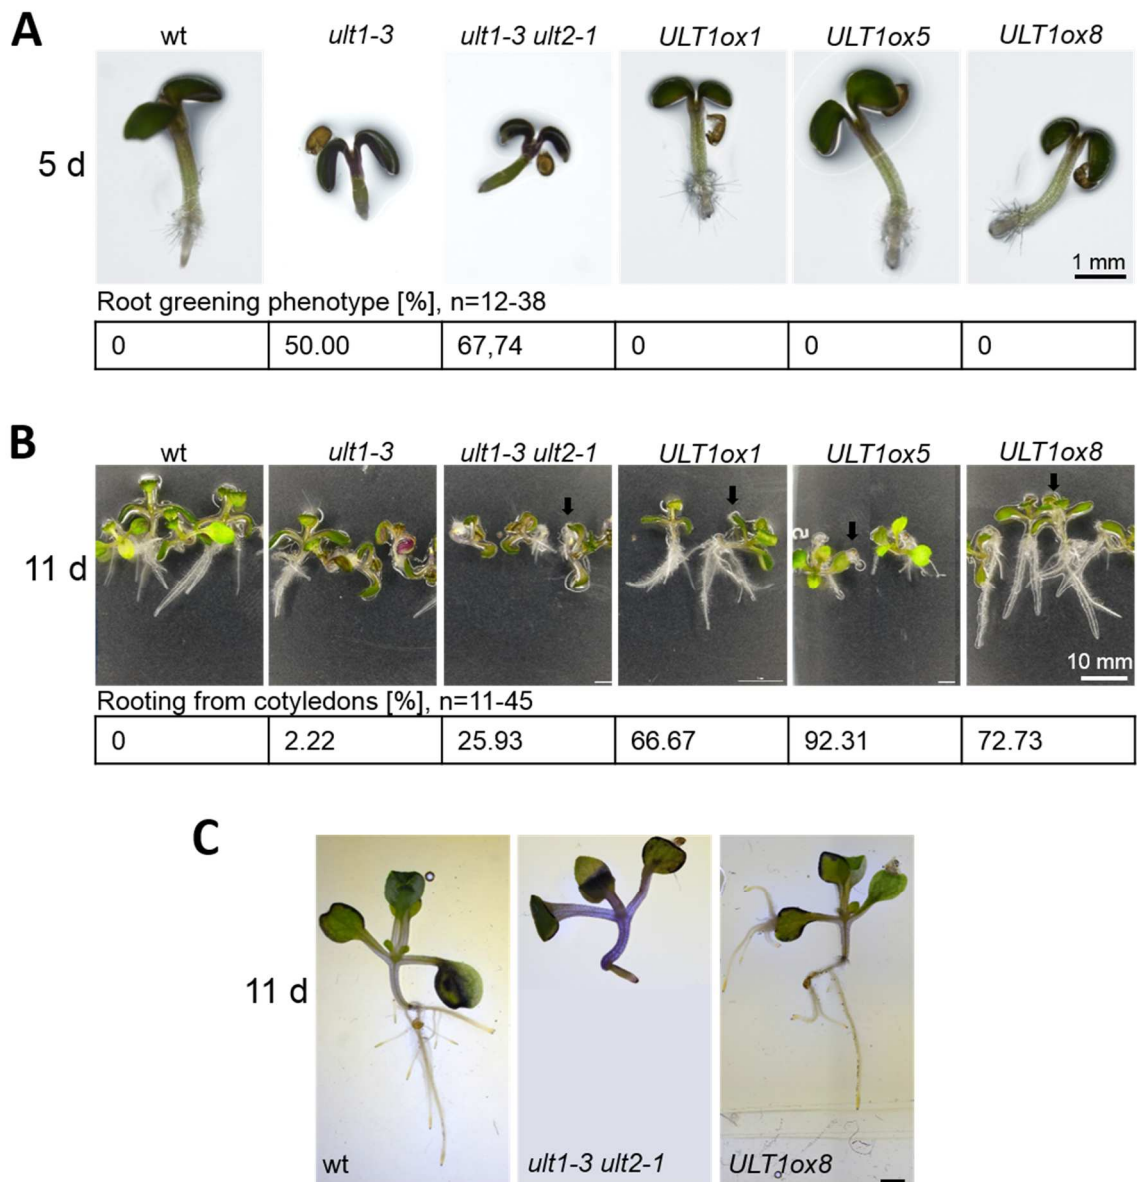 A
wt ult1-3 ult1-3 ult2-1 ULT1ox1 ULT1ox5 ULT1ox8
5 d
1 mm
Root greening phenotype [%], n=12-38
0 50.00 67,74 0 0 0
B
wt ult1-3 ult1-3 ult2-1 ULT1ox1 ULT1ox5 ULT1ox8
11 d
10 mm
Rooting from cotyledons [%], n=11-45
0 2.22 25.93 66.67 92.31 72.73
C
11 d
wt ult1-3 ult2-1 ULT1ox8